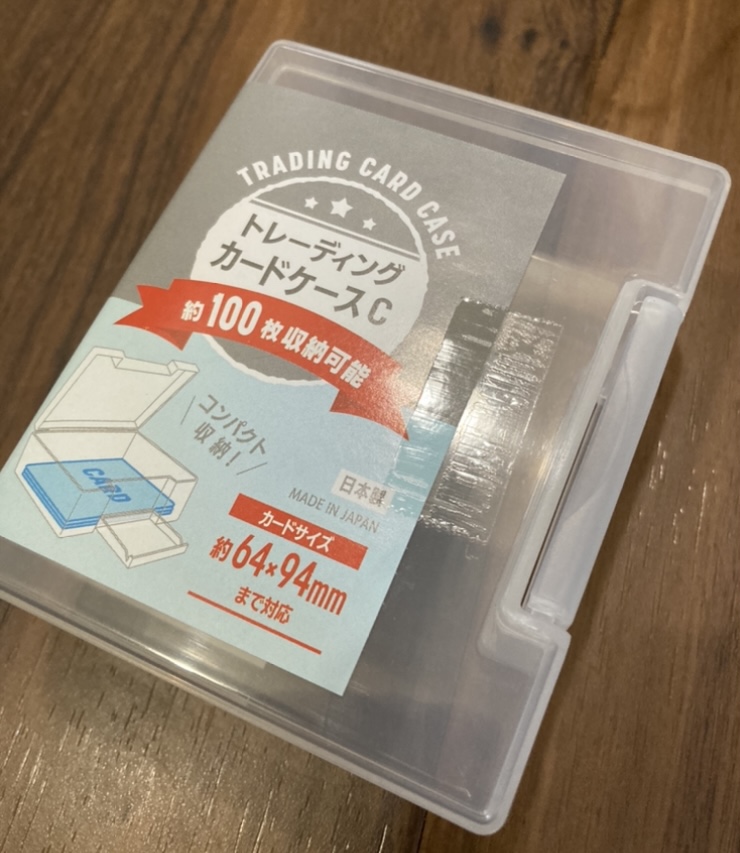 TRADING CARD CASE
トレーディング
カードケース C
約100枚収納可能
コンパクト
収納!
CARD
日本製
MADE IN JAPAN
カードサイズ
約64×94mm
まで対応